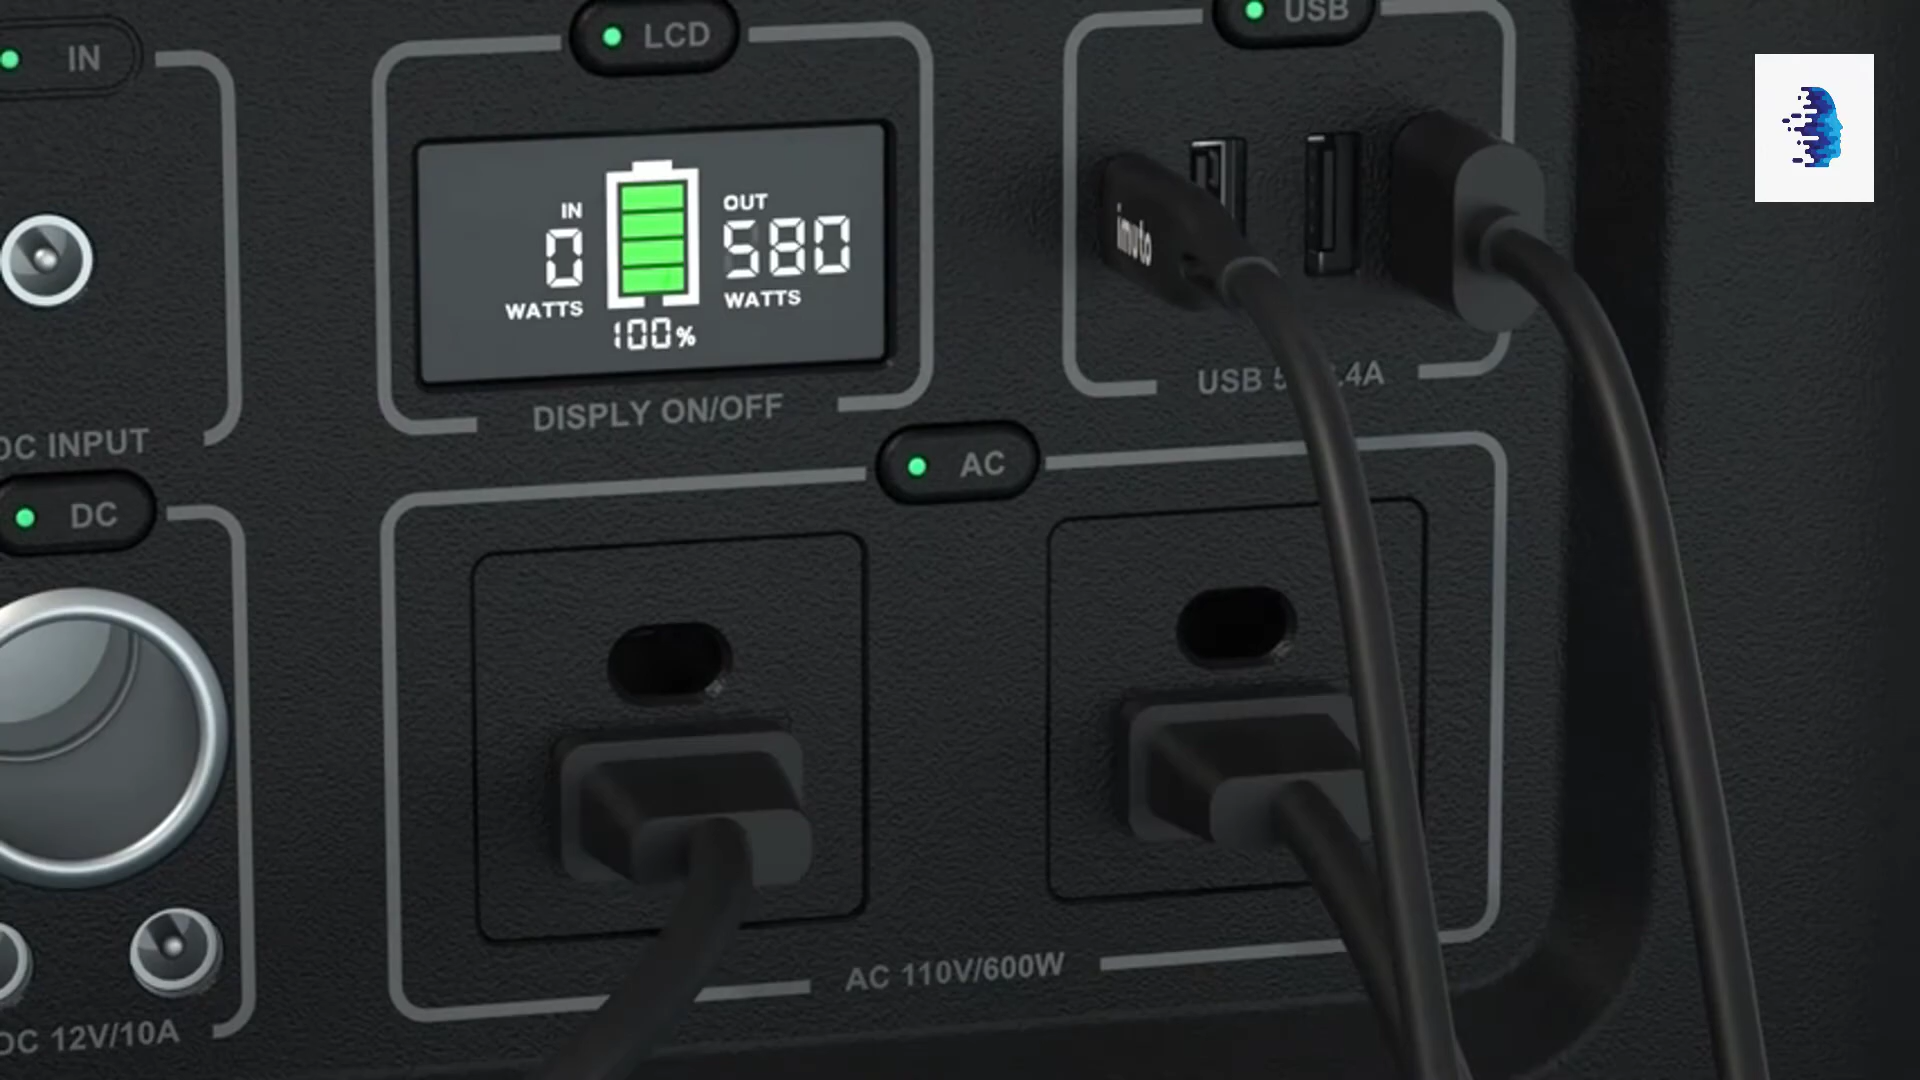 IN
LCD
USB
IN
0
WATTS
100%
OUT
580
WATTS
imuto
DC INPUT
DISPLY ON/OFF
USB 5 .4A
DC
AC
DC 12V/10A
AC 110V/600W